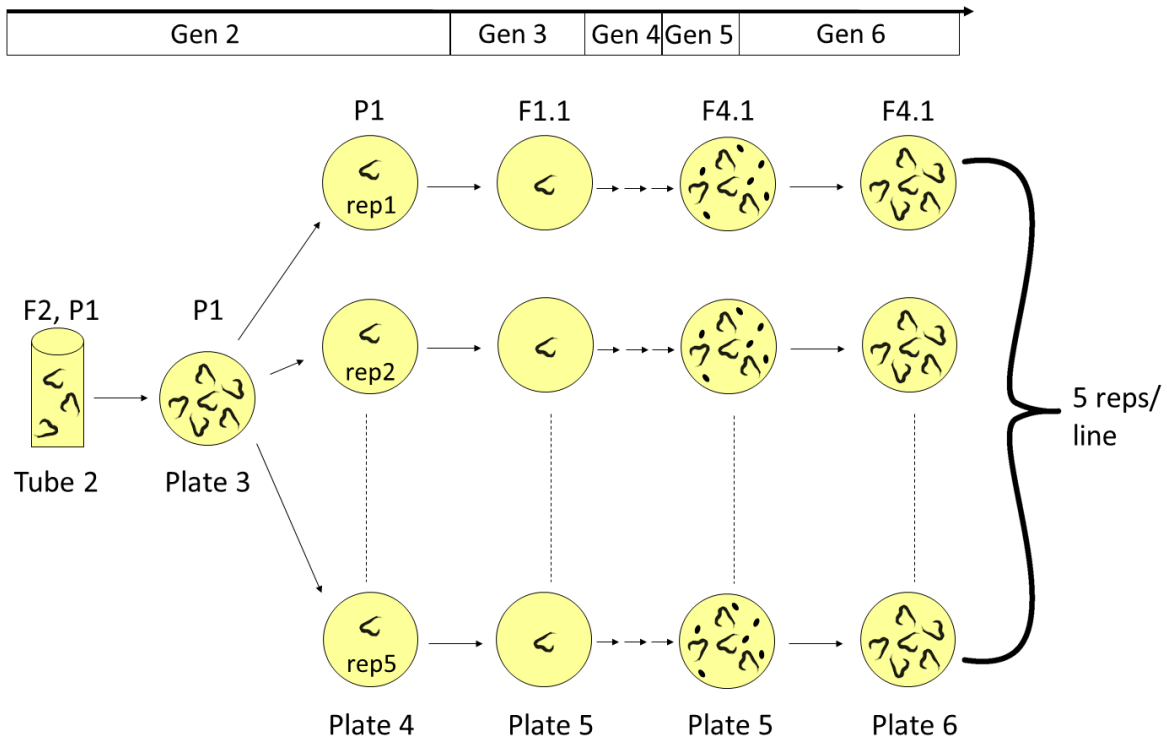 Gen 2
Gen 3
Gen 4
Gen 5
Gen 6
P1
F1.1
F4.1
F4.1
rep1
F2, P1
P1
rep2
5 reps/
line
Tube 2
Plate 3
rep5
Plate 4
Plate 5
Plate 5
Plate 6